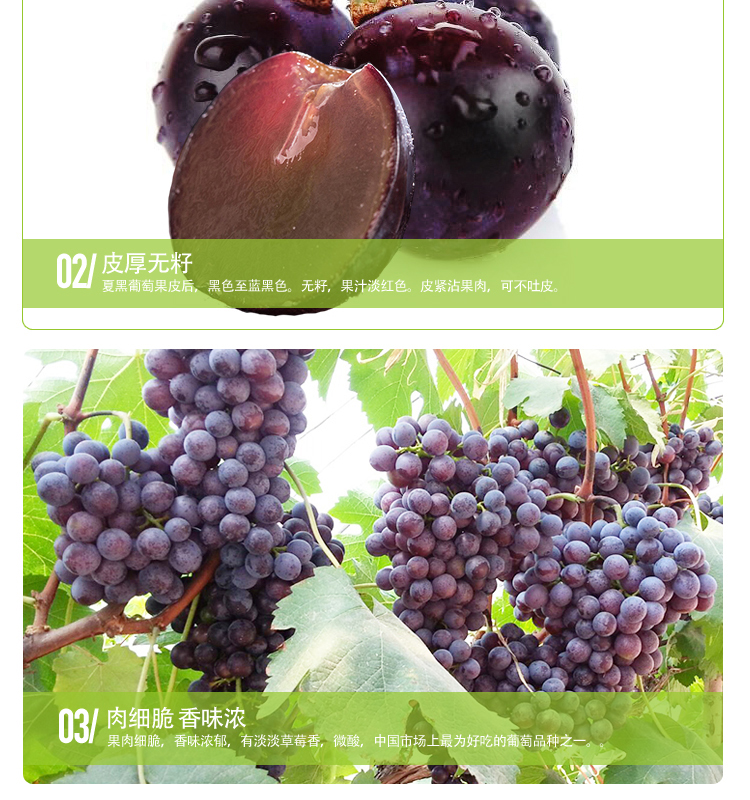 02/ 皮厚无籽
夏黑葡萄果皮后，黑色至蓝黑色。无籽，果汁淡红色。皮紧沾果肉，可不吐皮。
03/ 肉细脆 香味浓
果肉细脆，香味浓郁，有淡淡草莓香，微酸，中国市场上最为好吃的葡萄品种之一。。